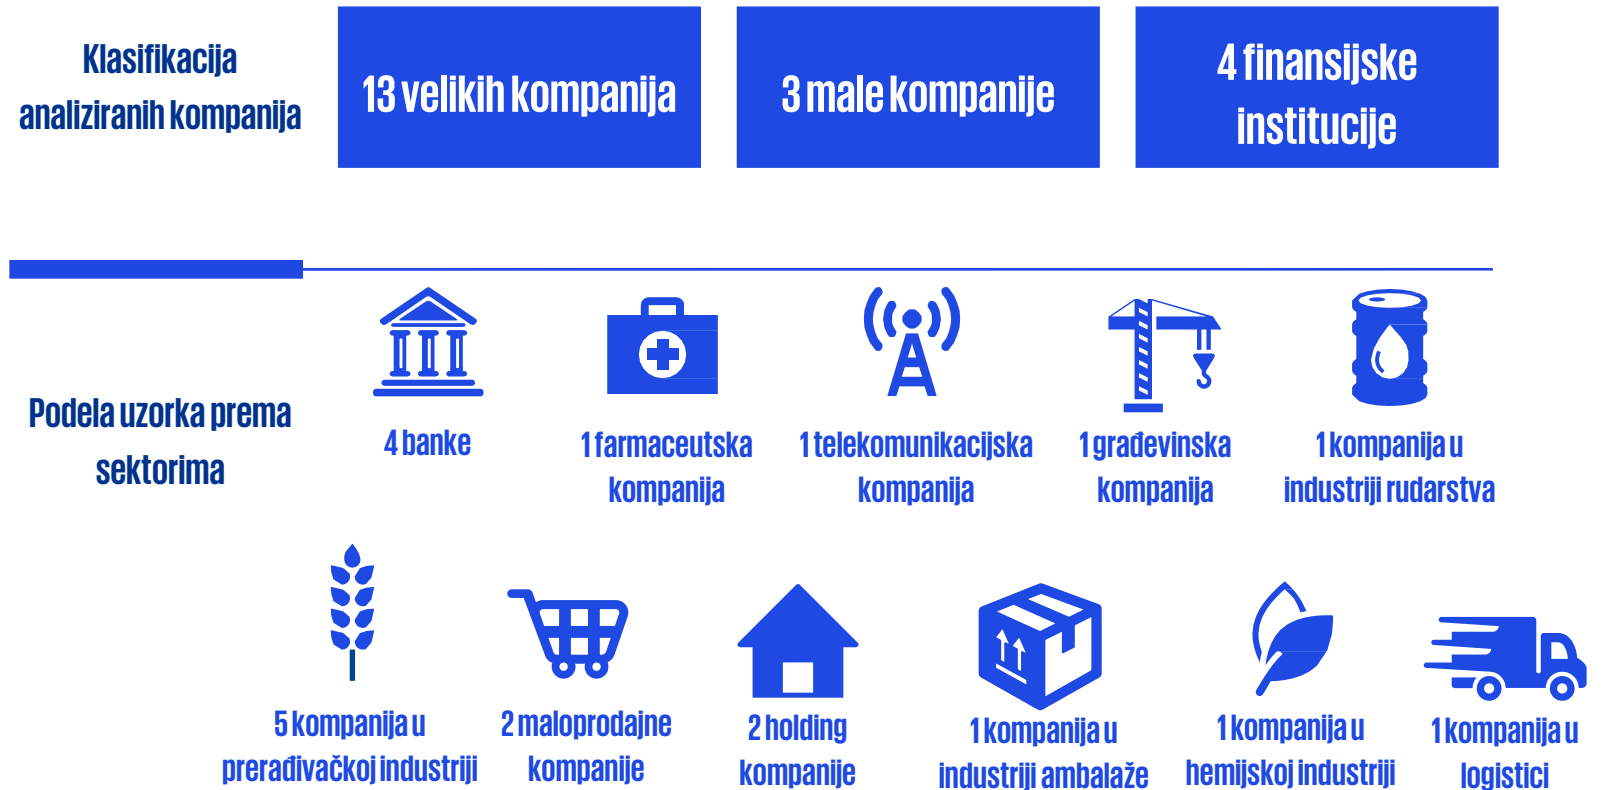 Klasifikacija
analiziranih kompanija
13 velikih kompanija
3 male kompanije
4 finansijske
institucije
Podela uzorka prema
sektorima
4 banke
1 farmaceutska
kompanija
1 telekomunikacijska
kompanija
1 građevinska
kompanija
1 kompanija u
industriji rudarstva
5 kompanija u
prerađivačkoj industriji
2 maloprodajne
kompanije
2 holding
kompanije
1 kompanija u
industriji ambalaže
1 kompanija u
hemijskoj industriji
1 kompanija u
logistici